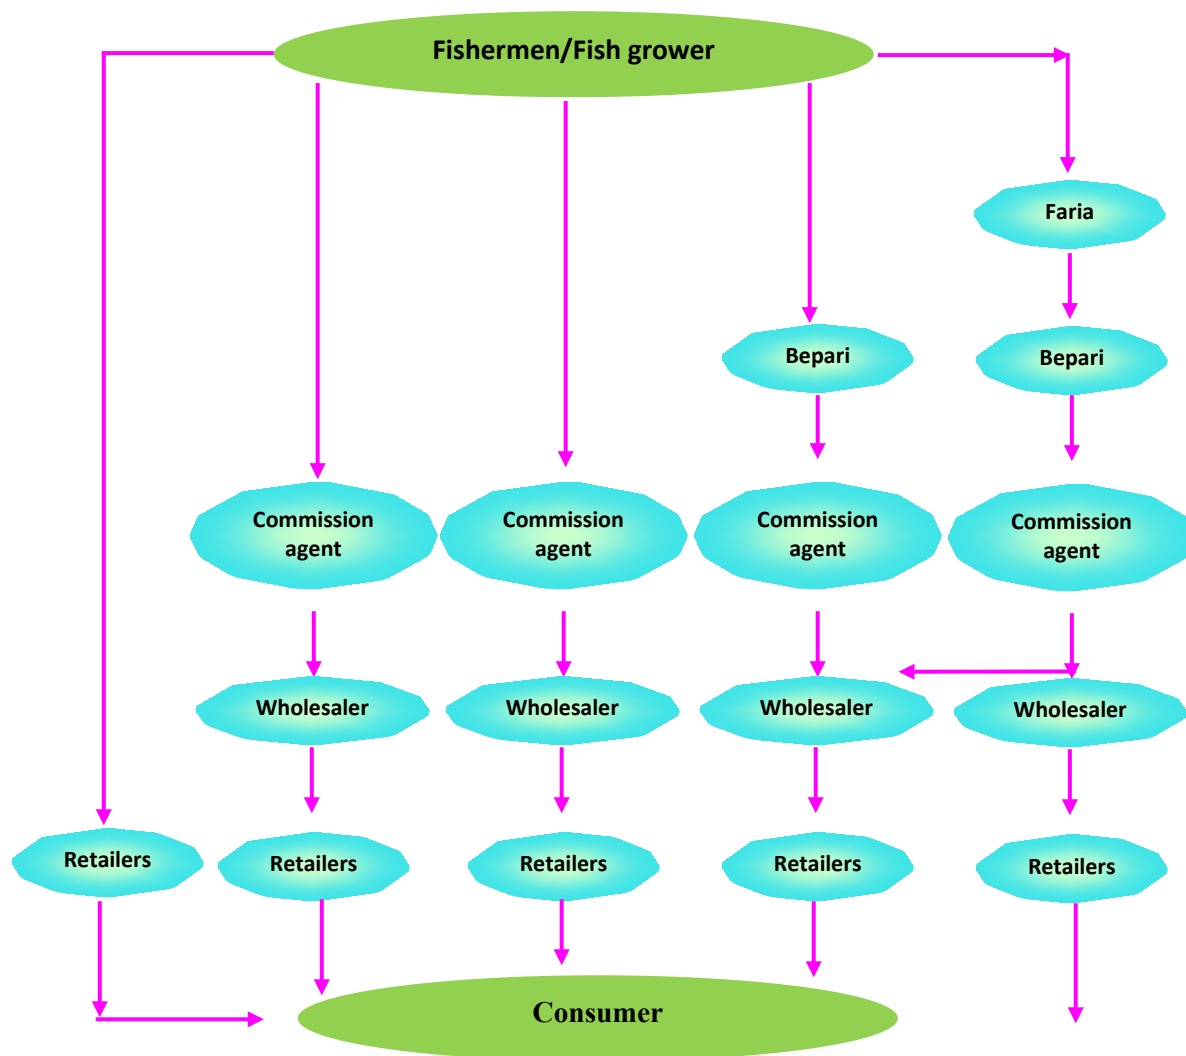 Fishermen/Fish grower
Faria
Bepari
Bepari
Commission
agent
Commission
agent
Commission
agent
Commission
agent
Wholesaler
Wholesaler
Wholesaler
Wholesaler
Retailers
Retailers
Retailers
Retailers
Retailers
Consumer